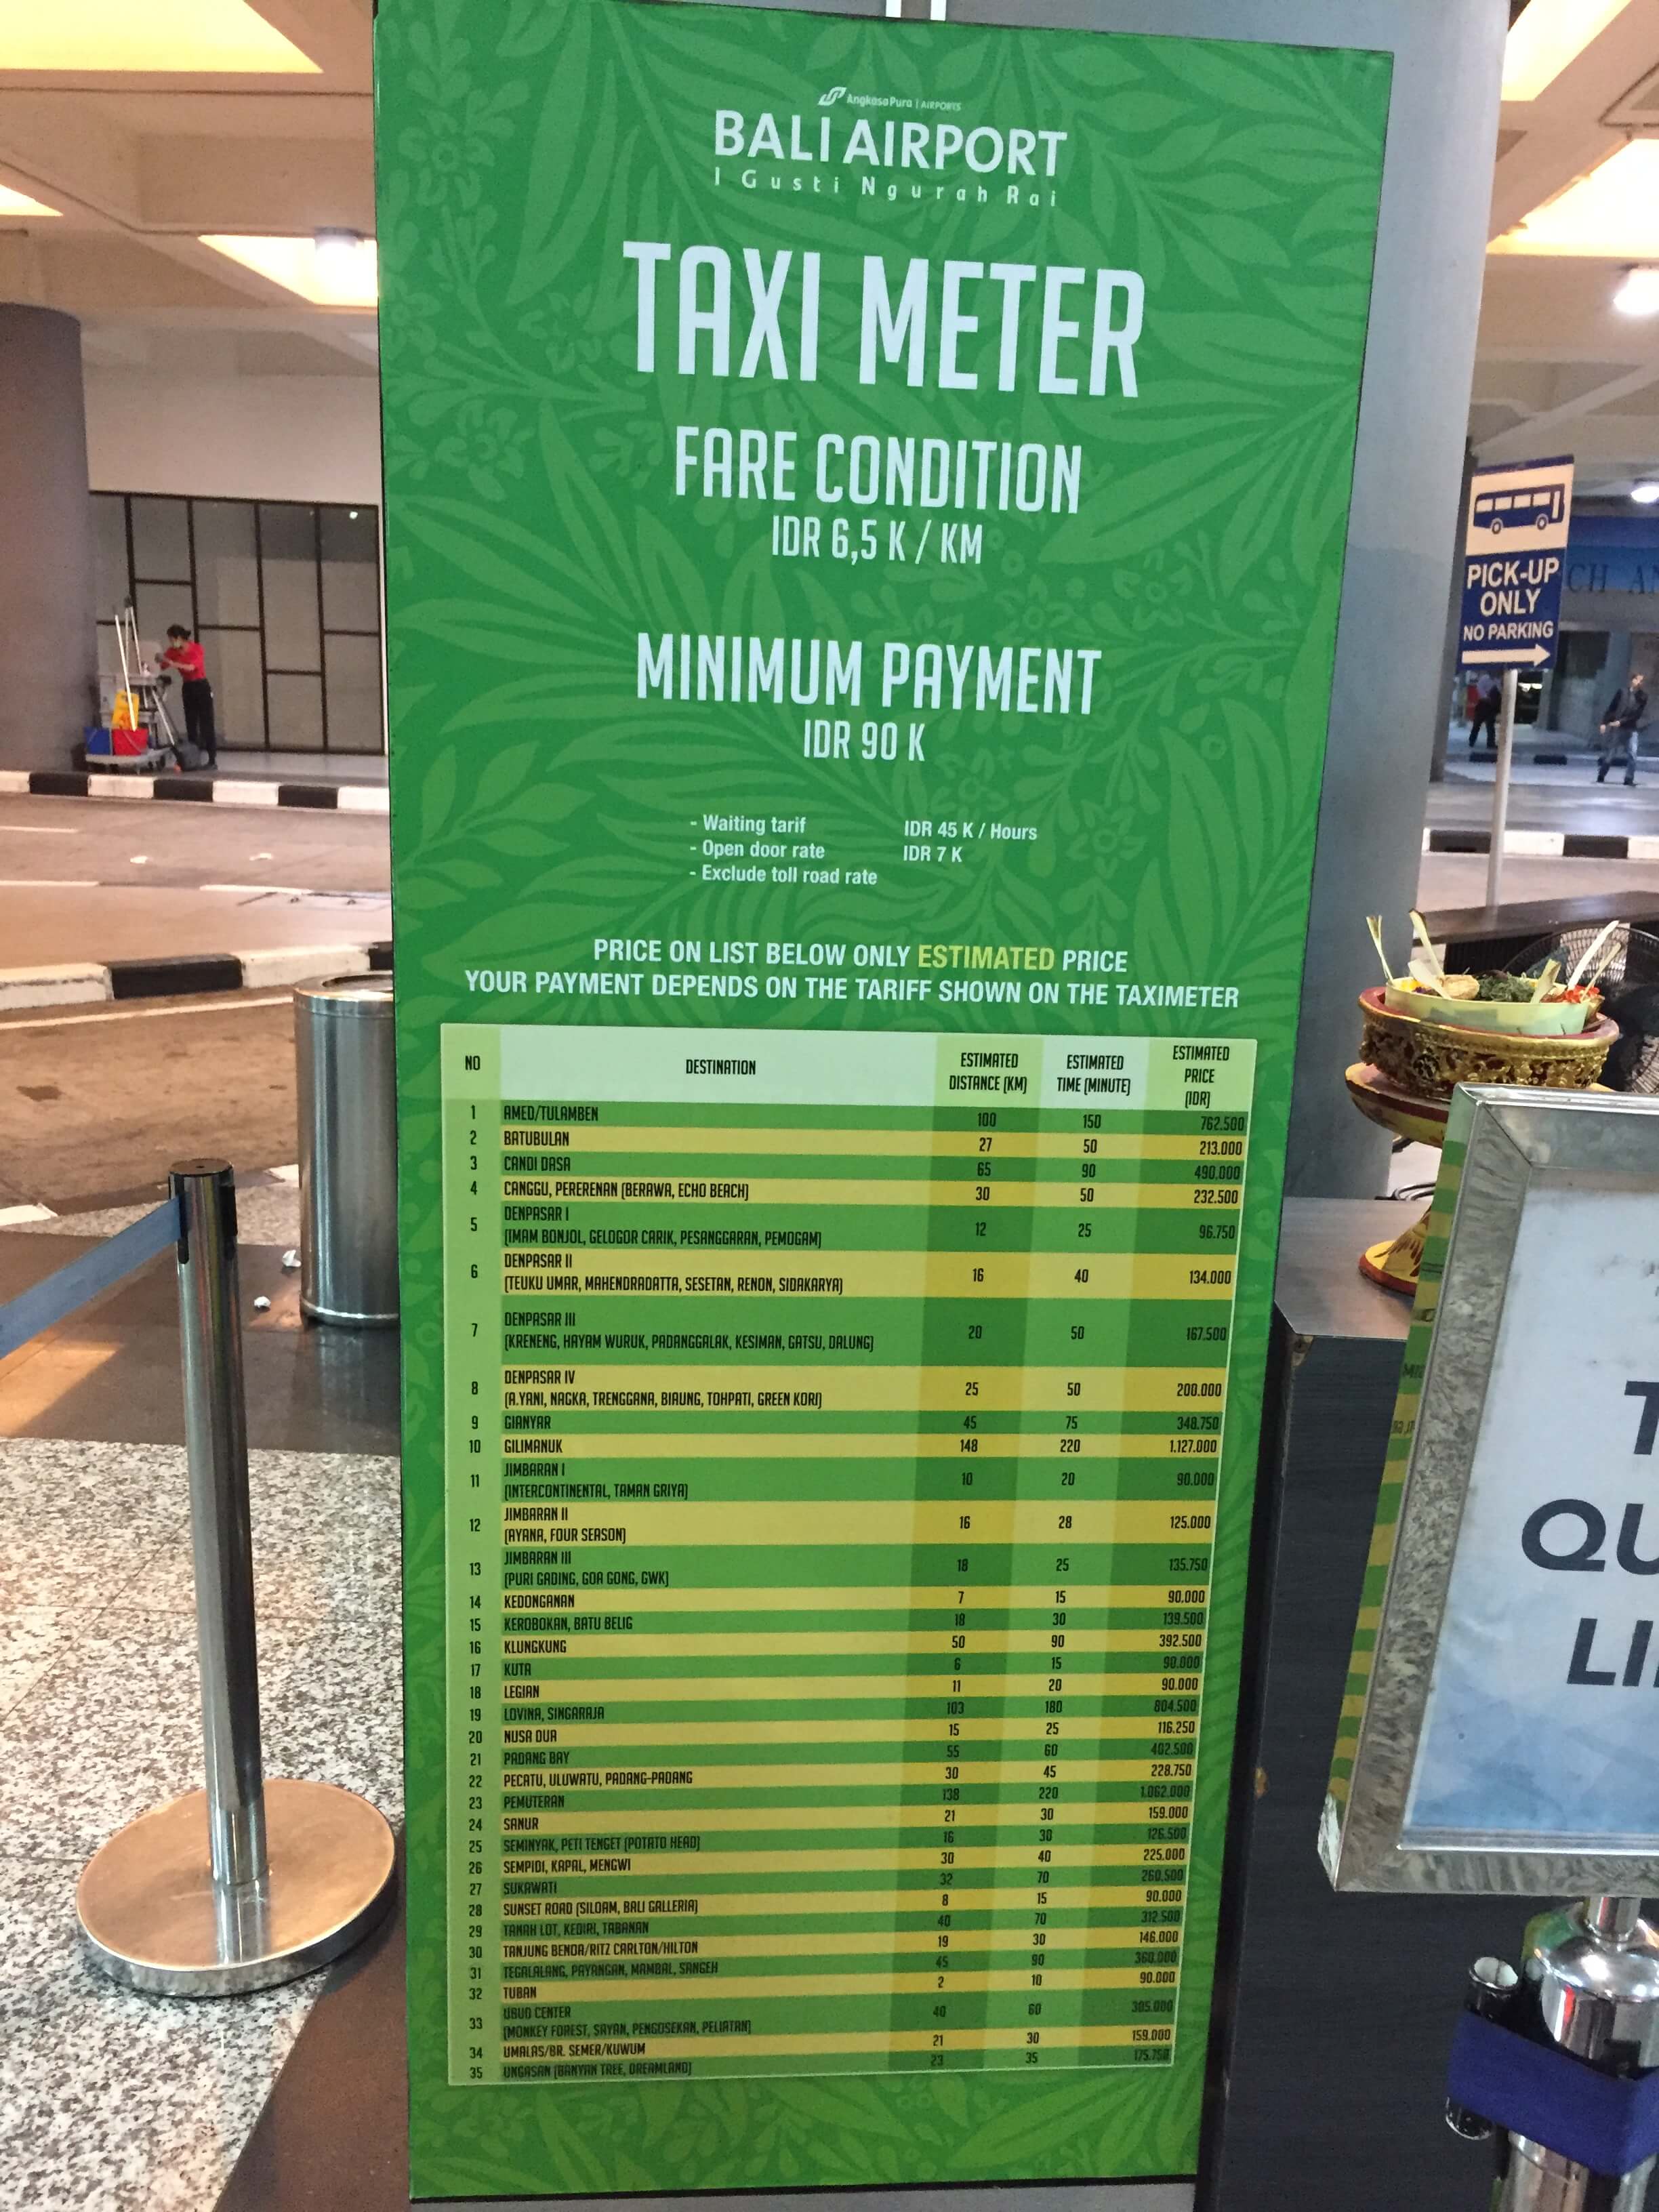 AngkasaPura | AIRPORTS
BALI AIRPORT
I Gusti Ngurah Rai
TAXI METER
FARE CONDITION
IDR 6,5 K / KM
MINIMUM PAYMENT
IDR 90 K
- Waiting tarif IDR 45 K / Hours
- Open door rate IDR 7 K
- Exclude toll road rate
PRICE ON LIST BELOW ONLY ESTIMATED PRICE
YOUR PAYMENT DEPENDS ON THE TARIFF SHOWN ON THE TAXIMETER
NO DESTINATION ESTIMATED DISTANCE (KM) ESTIMATED TIME (MINUTE) ESTIMATED PRICE (IDR)
1 AMED/TULAMBEN 100 150 762.500
2 BATUBULAN 27 50 213.000
3 CANDI DASA 65 90 490.000
4 CANGGU, PERERENAN (BERAWA, ECHO BEACH) 30 50 232.500
5 DENPASAR I 12 25 96.750
(IMAM BONJOL, GELOGOR CARIK, PESANGGARAN, PEMOGAM)
6 DENPASAR II 16 40 134.000
(TEUKU UMAR, MAHENDRADATTA, SESETAN, RENON, SIDAKARYA)
7 DENPASAR III 20 50 167.500
(KRENENG, HAYAM WURUK, PADANGGALAK, KESIMAN, GATSU, DALUNG)
8 DENPASAR IV 25 50 200.000
(A.YANI, NAGKA, TRENGGANA, BIAUNG, TOHPATI, GREEN KORI)
9 GIANYAR 45 75 348.750
10 GILIMANUK 148 220 1.127.000
11 JIMBARAN I 10 20 90.000
(INTERCONTINENTAL, TAMAN GRIYA)
12 JIMBARAN II 16 28 125.000
(AYANA, FOUR SEASON)
13 JIMBARAN III 18 25 135.750
(PURI GADING, GOA GONG, GWK)
14 KEDONGANAN 7 15 90.000
15 KEROBOKAN, BATU BELIG 18 30 139.500
16 KLUNGKUNG 50 90 392.500
17 KUTA 6 15 90.000
18 LEGIAN 11 20 90.000
19 LOVINA, SINGARAJA 103 180 804.500
20 NUSA DUA 15 25 116.250
21 PADANG BAY 55 60 402.500
22 PECATU, ULUWATU, PADANG-PADANG 30 45 228.750
23 PEMUTERAN 138 220 1.062.000
24 SANUR 21 30 159.000
25 SEMINYAK, PETI TENGET (POTATO HEAD) 16 30 126.500
26 SEMPIDI, KAPAL, MENGWI 30 40 225.000
27 SUKAWATI 32 70 260.500
28 SUNSET ROAD (SILOAM, BALI GALLERIA) 8 15 90.000
29 TANAH LOT, KEDIRI, TABANAN 40 70 312.500
30 TANJUNG BENOA/RITZ CARLTON/HILTON 19 30 146.000
31 TEGALALANG, PAYANGAN, MAMBAL, SANGEH 45 90 360.000
32 TUBAN 2 10 90.000
33 UBUD CENTER 40 60 305.000
(MONKEY FOREST, SAYAN, PENGOSEKAN, PELIATAN)
34 UMALAS/BR. SEMER/KUWUM 21 30 159.000
35 UNGASAN (BANYAN TREE, DREAMLAND) 23 35 175.750
PICK-UP
ONLY
NO PARKING
CH AN
T
QU
LI